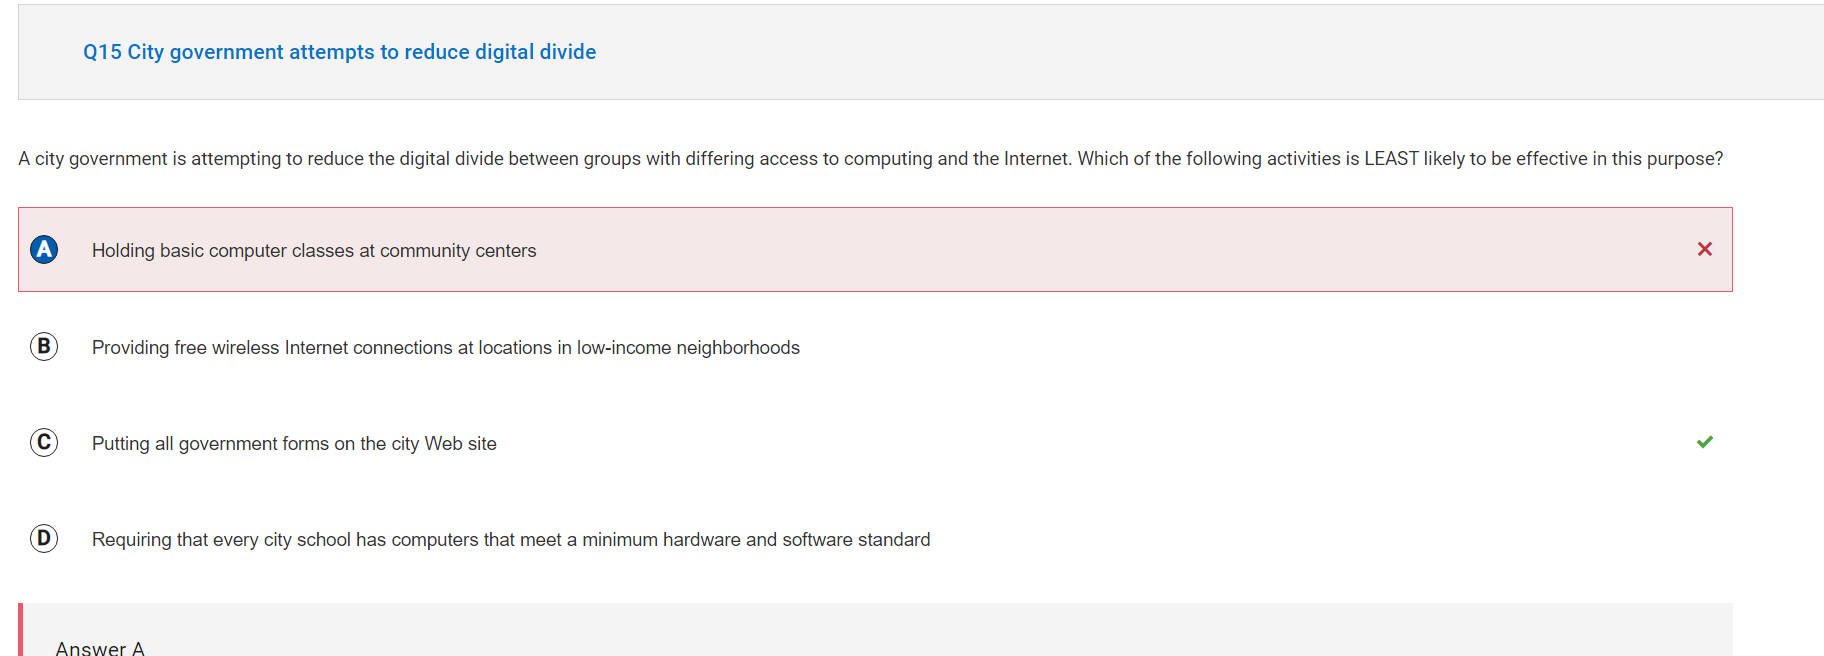 Q15 City government attempts to reduce digital divide
A city government is attempting to reduce the digital divide between groups with differing access to computing and the Internet. Which of the following activities is LEAST likely to be effective in this purpose?
A Holding basic computer classes at community centers
B Providing free wireless Internet connections at locations in low-income neighborhoods
C Putting all government forms on the city Web site
D Requiring that every city school has computers that meet a minimum hardware and software standard
Answer A